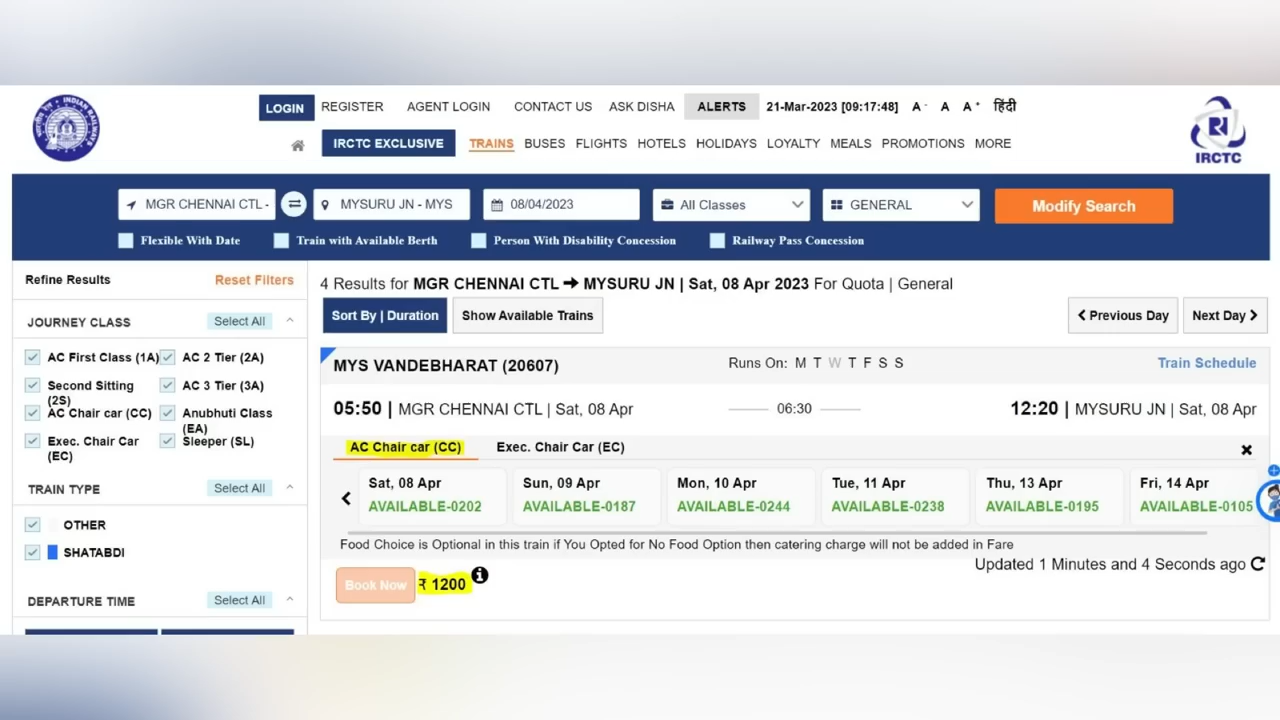 LOGIN REGISTER AGENT LOGIN CONTACT US ASK DISHA ALERTS 21-Mar-2023 [09:17:48] A- A A+ हिंदी
IRCTC EXCLUSIVE TRAINS BUSES FLIGHTS HOTELS HOLIDAYS LOYALTY MEALS PROMOTIONS MORE
IRCTC
MGR CHENNAI CTL - MYSURU JN - MYS 08/04/2023 All Classes GENERAL Modify Search
Flexible With Date Train with Available Berth Person With Disability Concession Railway Pass Concession
Refine Results Reset Filters
JOURNEY CLASS Select All
AC First Class (1A) AC 2 Tier (2A)
Second Sitting (2S) AC 3 Tier (3A)
AC Chair car (CC) Anubhuti Class (EA)
Exec. Chair Car (EC) Sleeper (SL)
TRAIN TYPE Select All
OTHER
SHATABDI
DEPARTURE TIME Select All
4 Results for MGR CHENNAI CTL ➔ MYSURU JN | Sat, 08 Apr 2023 For Quota | General
Sort By | Duration Show Available Trains Previous Day Next Day
MYS VANDEBHARAT (20607) Runs On: M T W T F S S Train Schedule
05:50 | MGR CHENNAI CTL | Sat, 08 Apr 06:30 12:20 | MYSURU JN | Sat, 08 Apr
AC Chair car (CC) Exec. Chair Car (EC)
Sat, 08 Apr Sun, 09 Apr Mon, 10 Apr Tue, 11 Apr Thu, 13 Apr Fri, 14 Apr
AVAILABLE-0202 AVAILABLE-0187 AVAILABLE-0244 AVAILABLE-0238 AVAILABLE-0195 AVAILABLE-0105
Food Choice is Optional in this train if You Opted for No Food Option then catering charge will not be added in Fare
Updated 1 Minutes and 4 Seconds ago
Book Now ₹ 1200